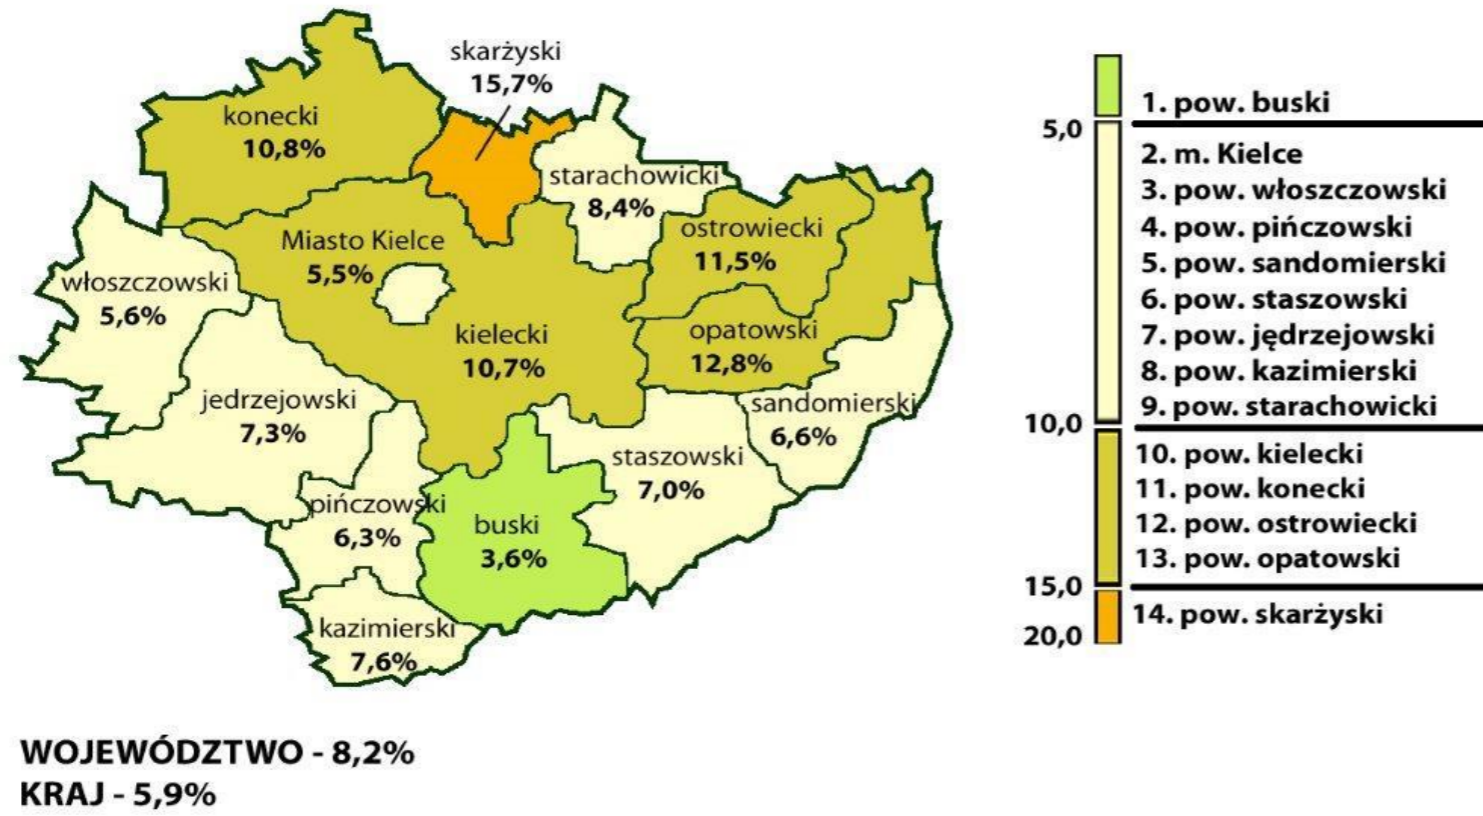 skarżyski
15,7%
konecki
10,8%
starachowicki
8,4%
ostrowiecki
11,5%
Miasto Kielce
5,5%
włoszczowski
5,6%
kielecki
10,7%
opatowski
12,8%
jedrzejowski
7,3%
sandomierski
6,6%
staszowski
7,0%
pińczowski
6,3%
buski
3,6%
kazimierski
7,6%
1. pow. buski
5,0
2. m. Kielce
3. pow. włoszczowski
4. pow. pińczowski
5. pow. sandomierski
6. pow. staszowski
7. pow. jędrzejowski
8. pow. kazimierski
9. pow. starachowicki
10,0
10. pow. kielecki
11. pow. konecki
12. pow. ostrowiecki
13. pow. opatowski
15,0
14. pow. skarżyski
20,0
WOJEWÓDZTWO - 8,2%
KRAJ - 5,9%